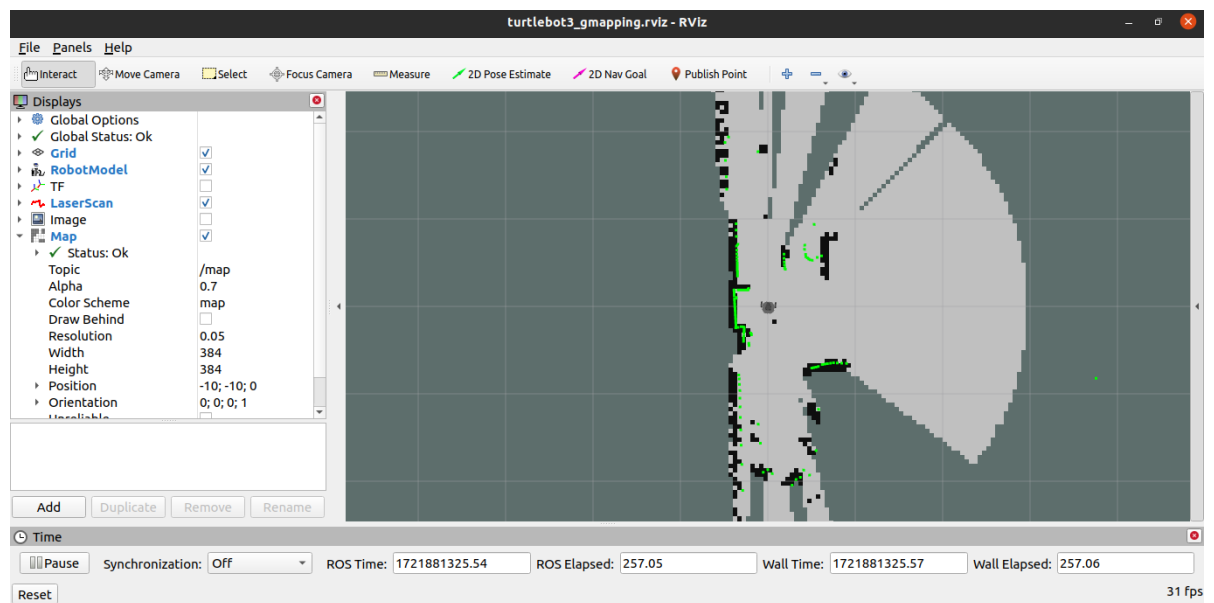 turtlebot3_gmapping.rviz - RViz
File Panels Help
Interact Move Camera Select Focus Camera Measure 2D Pose Estimate 2D Nav Goal Publish Point
Displays
Global Options
Global Status: Ok
Grid
RobotModel
TF
LaserScan
Image
Map
Status: Ok
Topic /map
Alpha 0.7
Color Scheme map
Draw Behind
Resolution 0.05
Width 384
Height 384
Position -10; -10; 0
Orientation 0; 0; 0; 1
Unreliable
Add Duplicate Remove Rename
Time
Pause Synchronization: Off ROS Time: 1721881325.54 ROS Elapsed: 257.05 Wall Time: 1721881325.57 Wall Elapsed: 257.06
Reset 31 fps